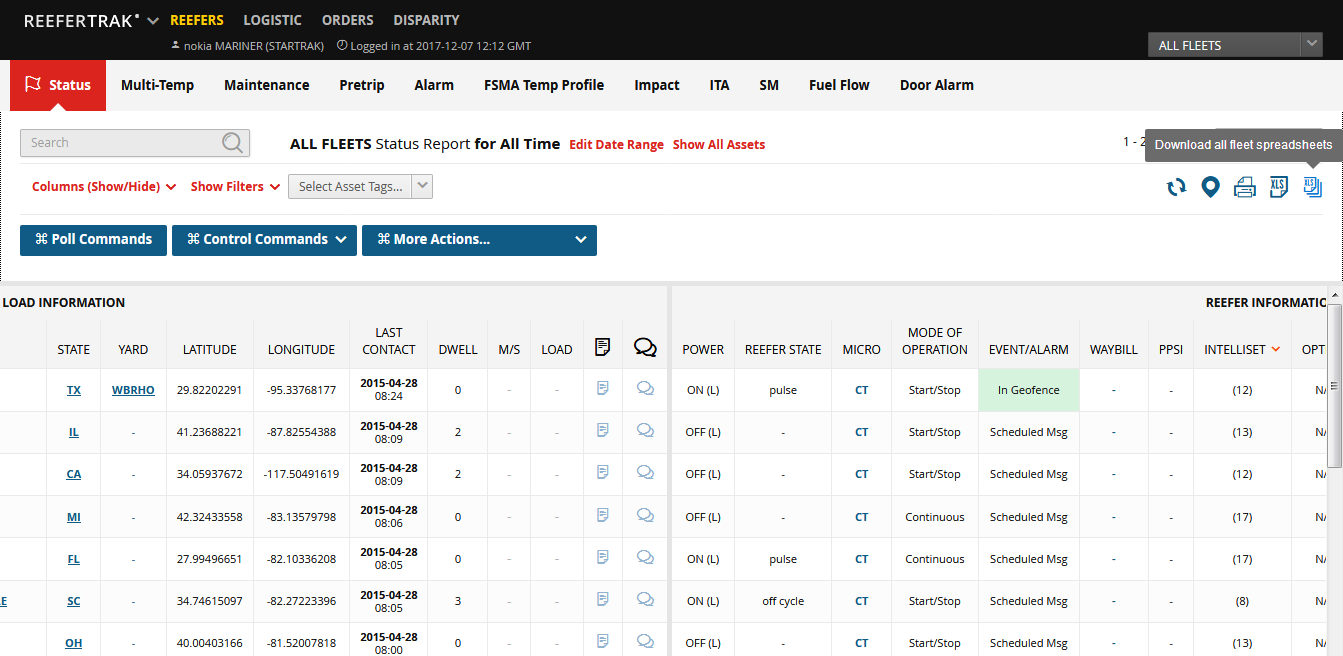 REEFERTRAK REEFERS LOGISTIC ORDERS DISPARITY
nokia MARINER (STARTRAK) Logged in at 2017-12-07 12:12 GMT
ALL FLEETS
Status Multi-Temp Maintenance Pretrip Alarm FSMA Temp Profile Impact ITA SM Fuel Flow Door Alarm
Search ALL FLEETS Status Report for All Time Edit Date Range Show All Assets 1 - 2
Download all fleet spreadsheets
Columns (Show/Hide) Show Filters Select Asset Tags... XLS XLS
⌘ Poll Commands ⌘ Control Commands ⌘ More Actions...
LOAD INFORMATION REEFER INFORMATIO
STATE YARD LATITUDE LONGITUDE LAST CONTACT DWELL M/S LOAD POWER REEFER STATE MICRO MODE OF OPERATION EVENT/ALARM WAYBILL PPSI INTELLISET OPT
TX WBRHO 29.82202291 -95.33768177 2015-04-28 08:24 0 - - ON (L) pulse CT Start/Stop In Geofence - - (12) N/
IL - 41.23688221 -87.82554388 2015-04-28 08:09 2 - - OFF (L) - CT Start/Stop Scheduled Msg - - (13) N/
CA - 34.05937672 -117.50491619 2015-04-28 08:09 2 - - OFF (L) - CT Start/Stop Scheduled Msg - - (12) N/
MI - 42.32433558 -83.13579798 2015-04-28 08:06 0 - - OFF (L) - CT Continuous Scheduled Msg - - (17) N/
FL - 27.99496651 -82.10336208 2015-04-28 08:05 0 - - ON (L) pulse CT Continuous Scheduled Msg - - (17) N/
E SC - 34.74615097 -82.27223396 2015-04-28 08:05 3 - - ON (L) off cycle CT Start/Stop Scheduled Msg - - (8) N/
OH - 40.00403166 -81.52007818 2015-04-28 08:00 0 - - OFF (L) - CT Start/Stop Scheduled Msg - - (13) N/